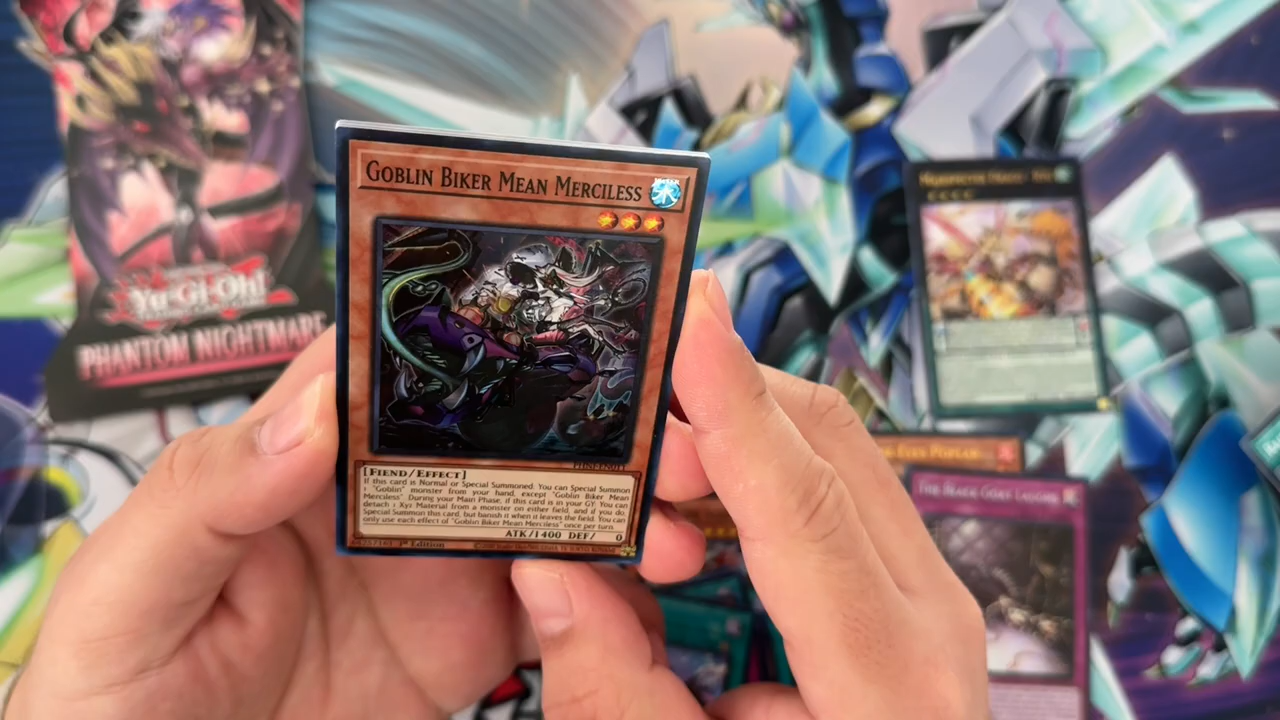 GOBLIN BIKER MEAN MERCILESS
[FIEND/EFFECT]
If this card is Normal or Special Summoned: You can Special Summon
1 "Goblin" monster from your hand, except "Goblin Biker Mean
Merciless". During your Main Phase, if this card is in your GY: You can
detach 1 Xyz Material from a monster on either field, and if you do,
Special Summon this card, but banish it when it leaves the field. You can
only use each effect of "Goblin Biker Mean Merciless" once per turn.
ATK/1400 DEF/ 0
1st Edition
Yu-Gi-Oh!
PHANTOM NIGHTMARE
THE BLACK GOAT LAUGHS